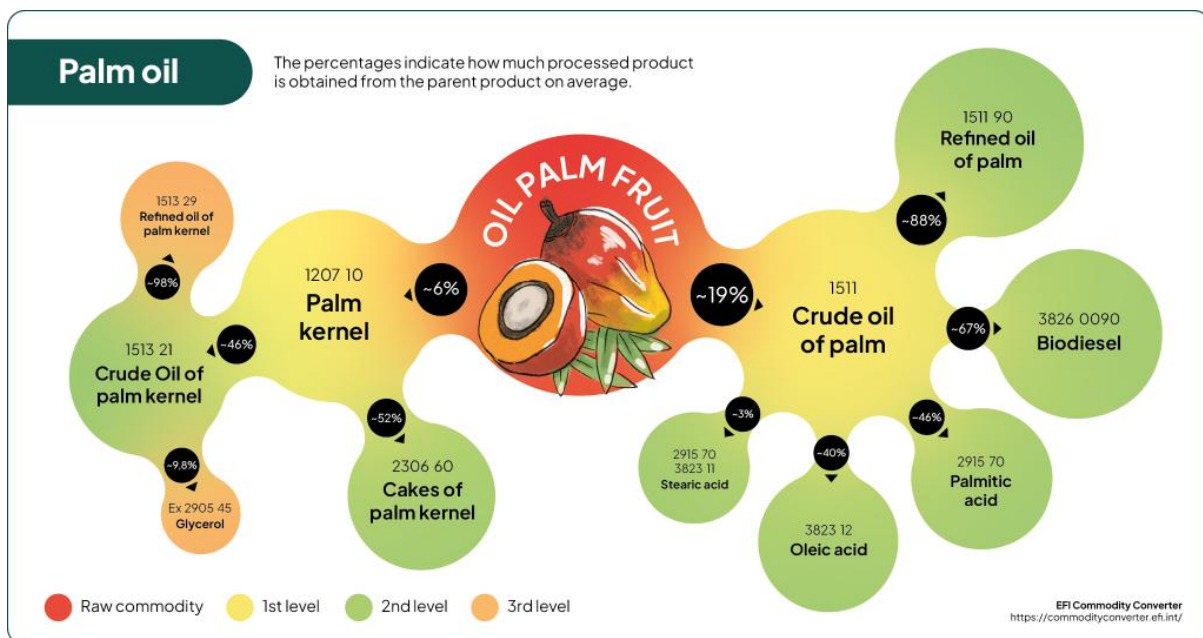 Palm oil
The percentages indicate how much processed product
is obtained from the parent product on average.
OIL PALM FRUIT
1513 29
Refined oil of
palm kernel
~98%
1513 21
Crude Oil of
palm kernel
~46%
~9,8%
Ex 2905 45
Glycerol
1207 10
Palm
kernel
~6%
~52%
2306 60
Cakes of
palm kernel
~19%
1511
Crude oil
of palm
~88%
1511 90
Refined oil
of palm
~67%
3826 0090
Biodiesel
~46%
2915 70
Palmitic
acid
~40%
3823 12
Oleic acid
~3%
2915 70
3823 11
Stearic acid
Raw commodity
1st level
2nd level
3rd level
EFI Commodity Converter
https://commodityconverter.efi.int/